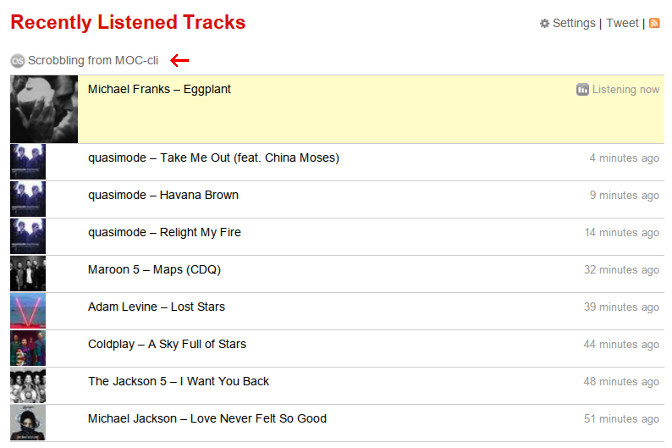 Recently Listened Tracks
Settings | Tweet |
Scrobbling from MOC-cli
Michael Franks – Eggplant Listening now
quasimode – Take Me Out (feat. China Moses) 4 minutes ago
quasimode – Havana Brown 9 minutes ago
quasimode – Relight My Fire 14 minutes ago
Maroon 5 – Maps (CDQ) 32 minutes ago
Adam Levine – Lost Stars 39 minutes ago
Coldplay – A Sky Full of Stars 44 minutes ago
The Jackson 5 – I Want You Back 48 minutes ago
Michael Jackson – Love Never Felt So Good 51 minutes ago